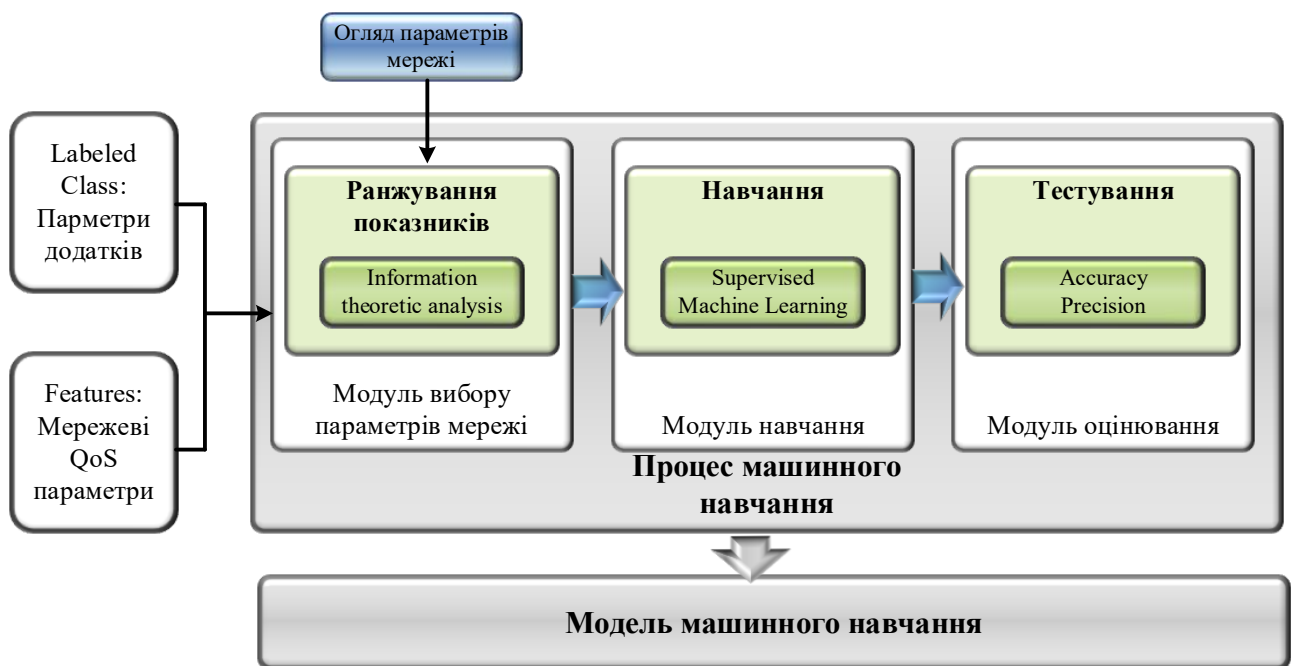 Огляд параметрів
мережі
Labeled
Class:
Парметри
додатків
Features:
Мережеві
QoS
параметри
Ранжування
показників
Information
theoretic analysis
Модуль вибору
параметрів мережі
Навчання
Supervised
Machine Learning
Модуль навчання
Тестування
Accuracy
Precision
Модуль оцінювання
Процес машинного
навчання
Модель машинного навчання